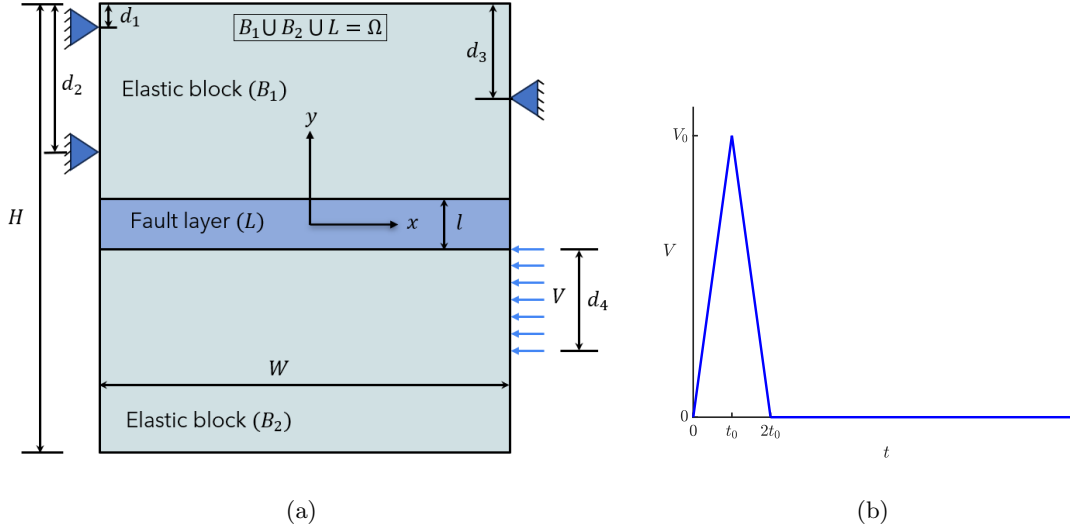 d₁
B₁ ⋃ B₂ ⋃ L = Ω
d₃
d₂
Elastic block (B₁)
y
V₀
H
Fault layer (L)
x
l
V
V
d₄
W
Elastic block (B₂)
0
0
t₀
2t₀
t
(a)
(b)